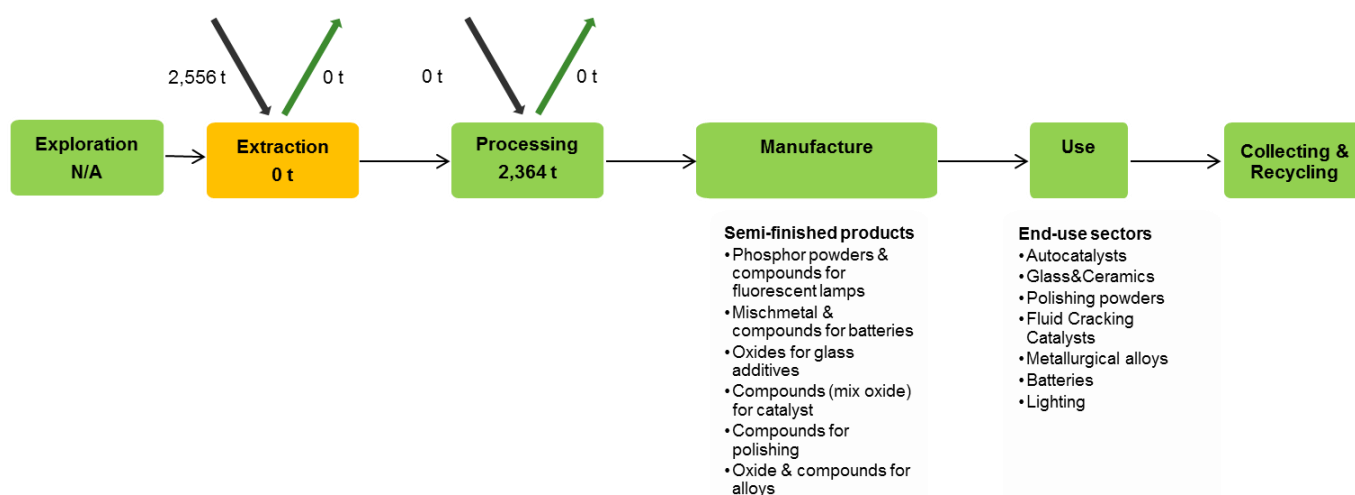 2,556 t
0 t
0 t
0 t
Exploration
N/A
Extraction
0 t
Processing
2,364 t
Manufacture
Use
Collecting &
Recycling
Semi-finished products
•Phosphor powders &
compounds for
fluorescent lamps
•Mischmetal &
compounds for batteries
•Oxides for glass
additives
•Compounds (mix oxide)
for catalyst
•Compounds for
polishing
•Oxide & compounds for
alloys
End-use sectors
•Autocatalysts
•Glass&Ceramics
•Polishing powders
•Fluid Cracking
Catalysts
•Metallurgical alloys
•Batteries
•Lighting